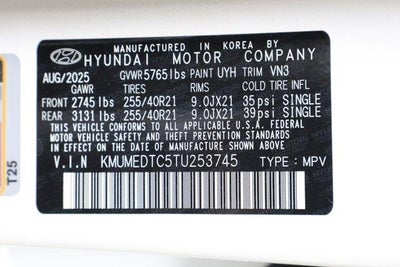 MANUFACTURED IN KOREA BY
HYUNDAI MOTOR COMPANY
AUG/2025 GVWR 5765lbs PAINT UYH TRIM VN3
GAWR TIRES RIMS COLD TIRE INFL
FRONT 2745 lbs 255/40R21 9.0JX21 35psi SINGLE
REAR 3131 lbs 255/40R21 9.0JX21 39psi SINGLE
THIS VEHICLE CONFORMS TO ALL APPLICABLE
U.S. FEDERAL MOTOR VEHICLE SAFETY, BUMPER,
AND THEFT PREVENTION STANDARDS IN EFFECT ON
THE DATE OF MANUFACTURE SHOWN ABOVE.
V.I.N KMUMEDTC5TU253745 TYPE : MPV
T25